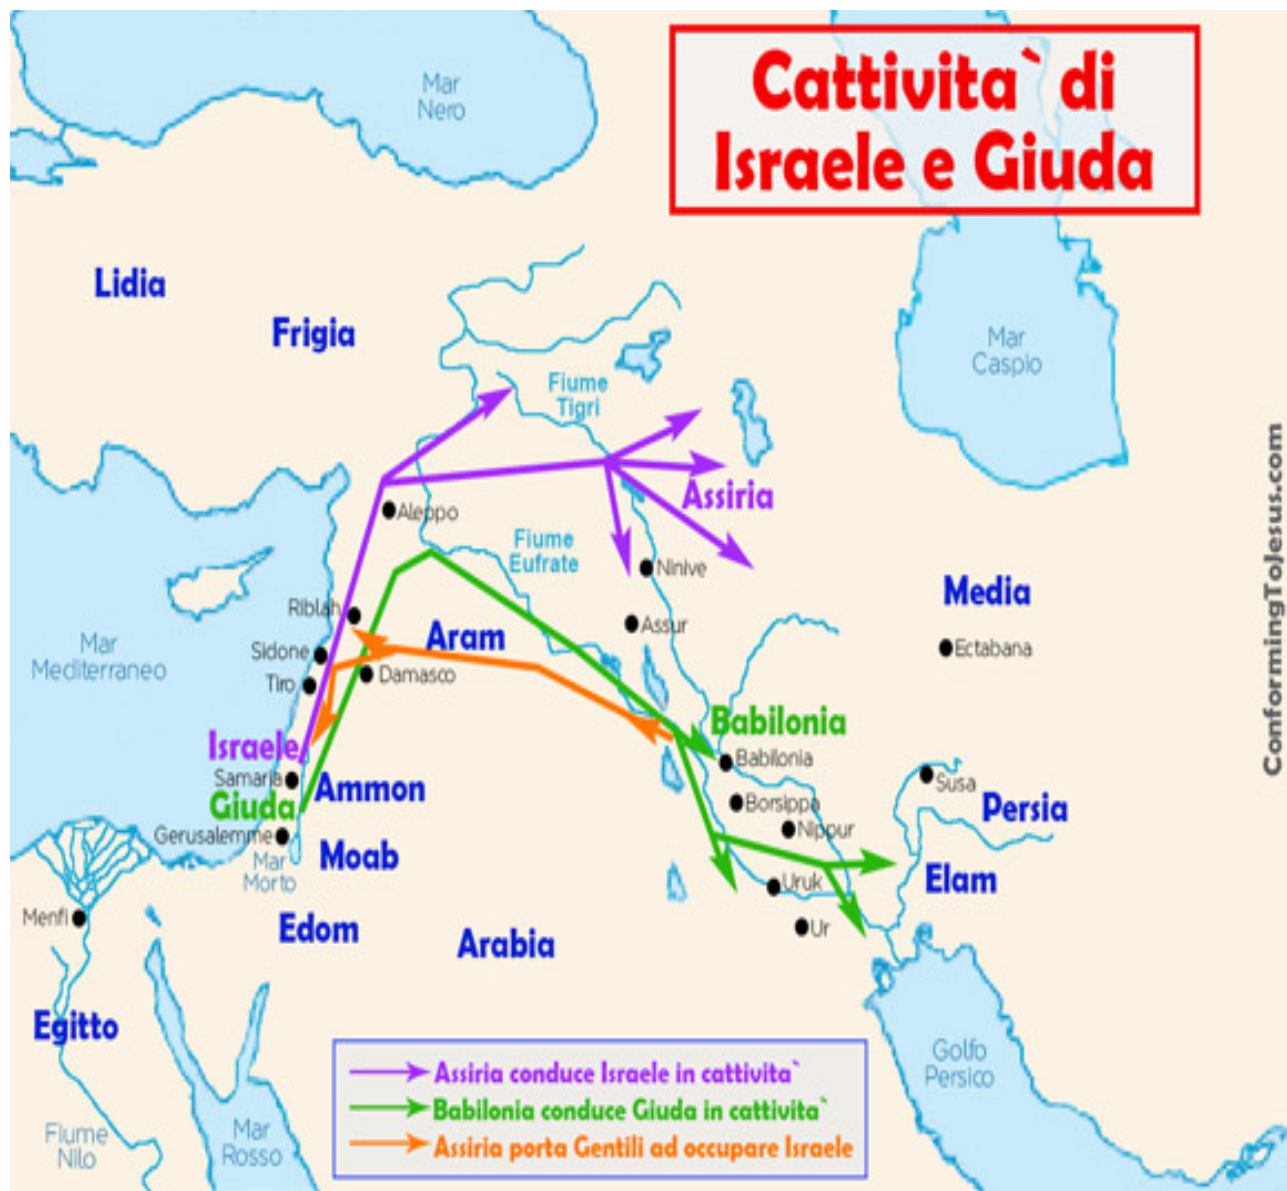 Cattivita` di
Israele e Giuda
Mar
Nero
Lidia
Frigia
Mar
Caspio
Fiume
Tigri
Assiria
Aleppo
Fiume
Eufrate
Ninive
Media
Riblah
Assur
Aram
Ectabana
Sidone
Mar
Mediterraneo
Tiro
Damasco
Israele
Babilonia
Babilonia
Samaria
Ammon
Susa
Giuda
Borsippa
Persia
Gerusalemme
Nippur
Moab
Mar
Morto
Uruk
Elam
Menfi
Edom
Ur
Arabia
Egitto
Golfo
Persico
Fiume
Nilo
Mar
Rosso
Assiria conduce Israele in cattivita`
Babilonia conduce Giuda in cattivita`
Assiria porta Gentili ad occupare Israele
ConformingToJesus.com